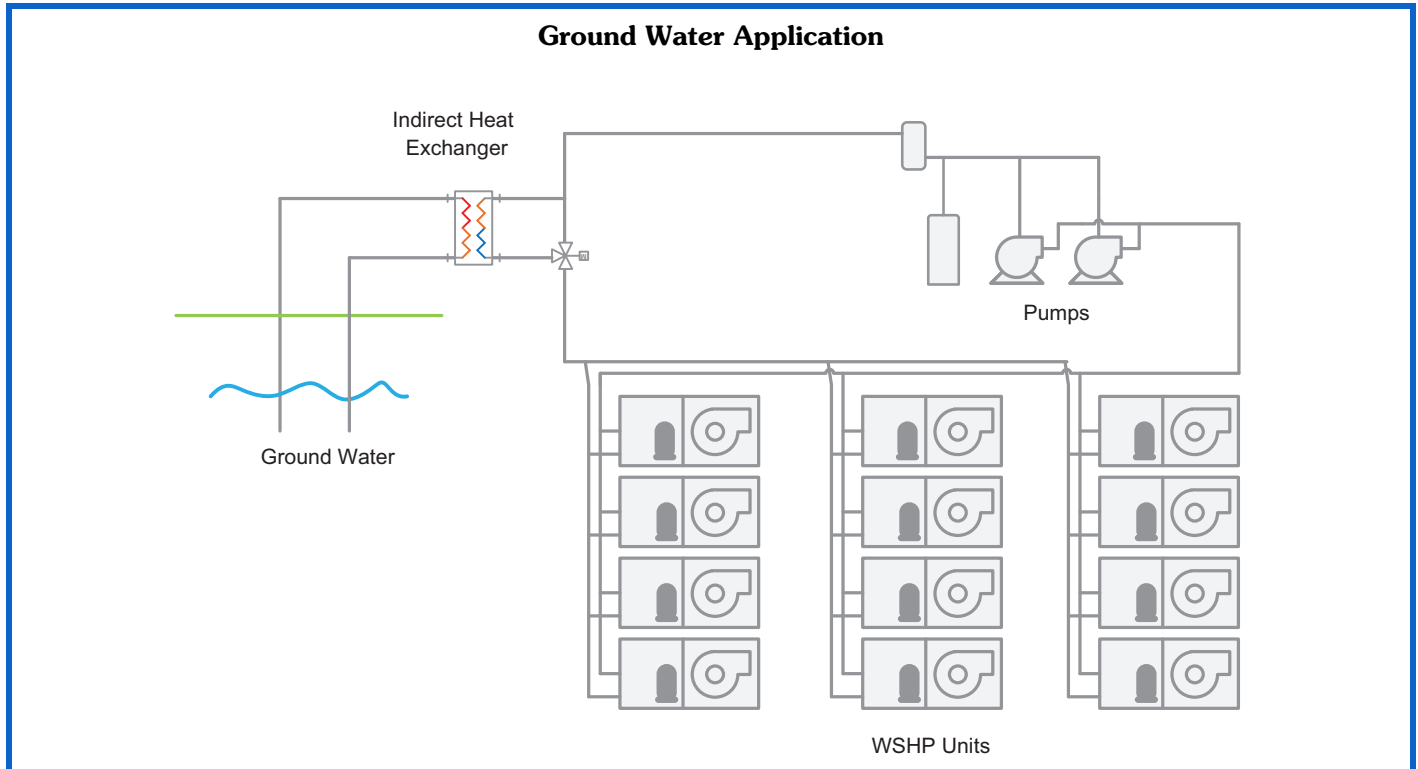 Ground Water Application
Indirect Heat
Exchanger
M
Pumps
Ground Water
WSHP Units